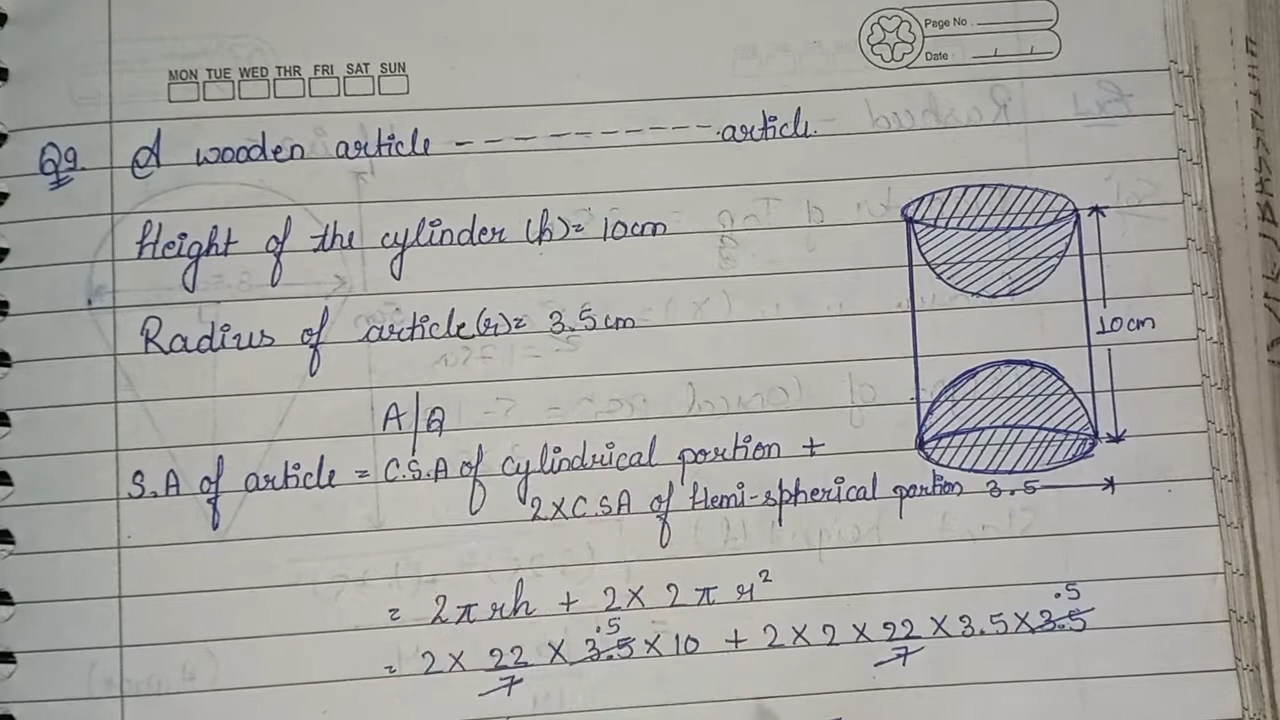 Page No
Date
MON TUE WED THR FRI SAT SUN
Q9. A wooden article ---------- article.
Height of the cylinder (h)= 10cm
Radius of article(r)= 3.5cm
10cm
A/Q
S.A of article = C.S.A of cylindrical portion +
2×C.S.A of Hemi-spherical portion 3.5
= 2πrh + 2×2πr²
.5 .5
= 2 × 22/7 × 3.5 × 10 + 2 × 2 × 22/7 × 3.5 × 3.5